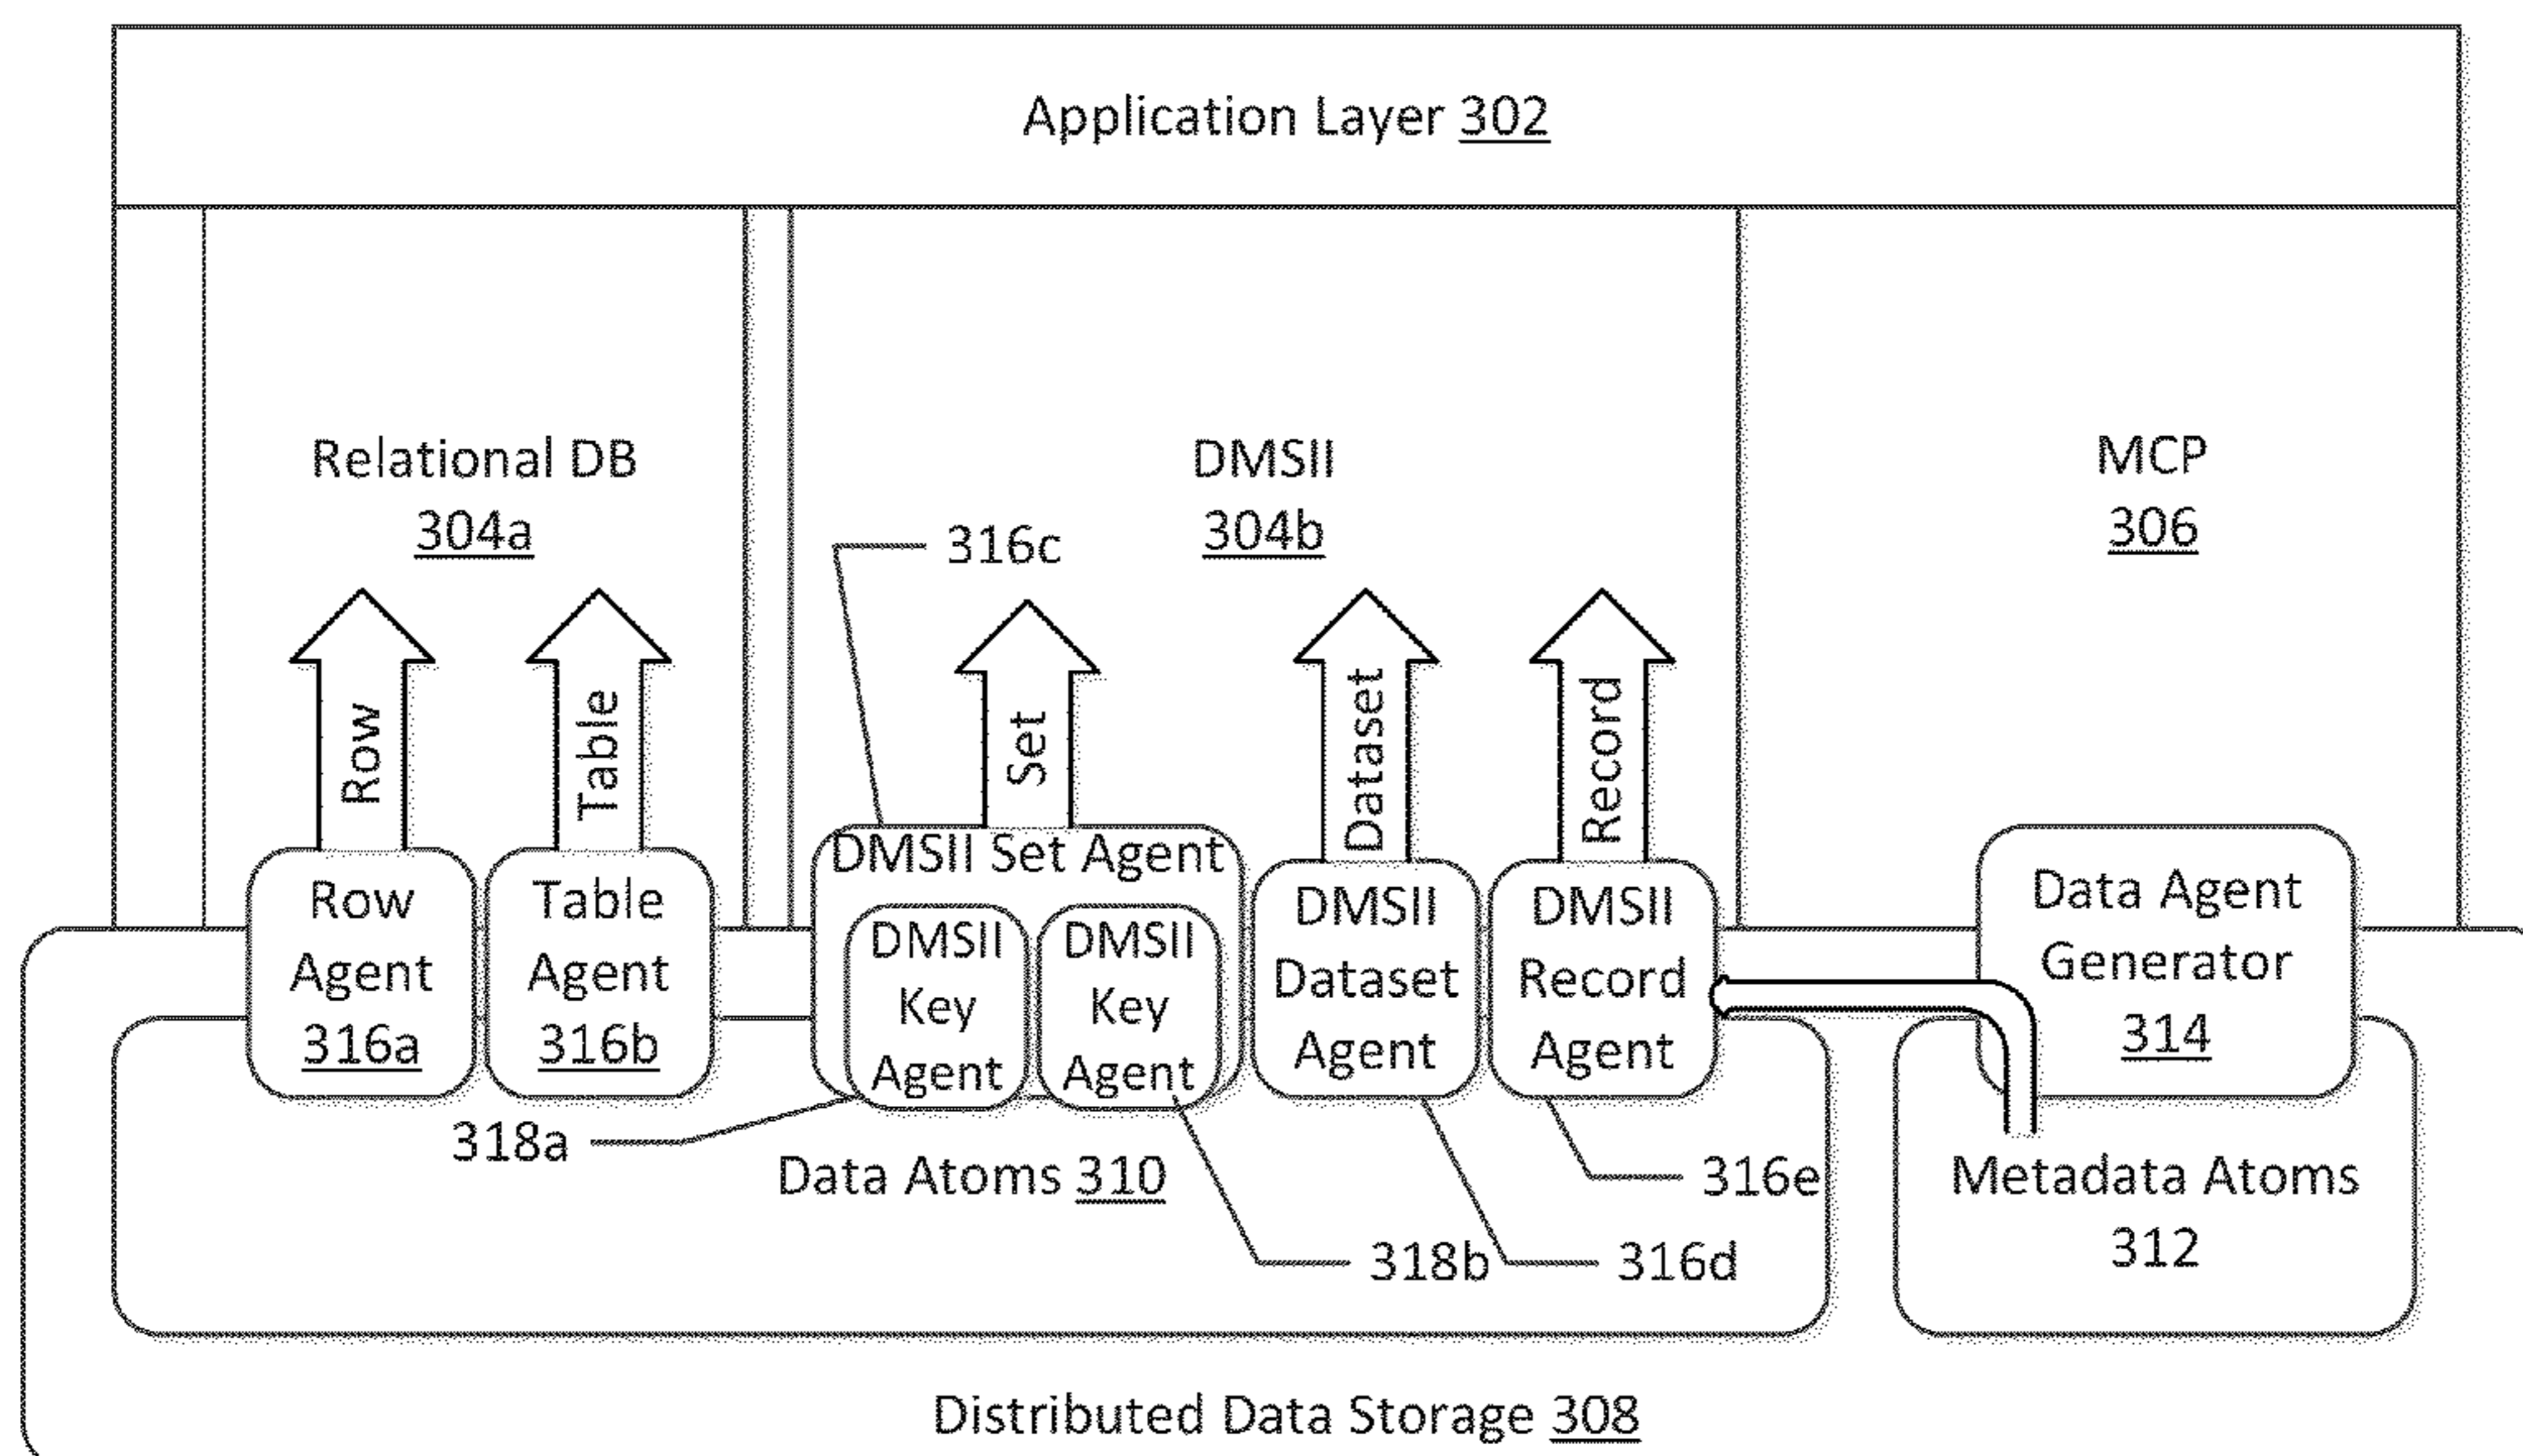 Application Layer 302
Relational DB
304a
DMSII
304b
MCP
306
316c
Row
Table
Set
Dataset
Record
Row
Agent
316a
Table
Agent
316b
DMSII Set Agent
DMSII
Key
Agent
DMSII
Key
Agent
DMSII
Dataset
Agent
DMSII
Record
Agent
Data Agent
Generator
314
318a
Data Atoms 310
316e
318b
316d
Metadata Atoms
312
Distributed Data Storage 308